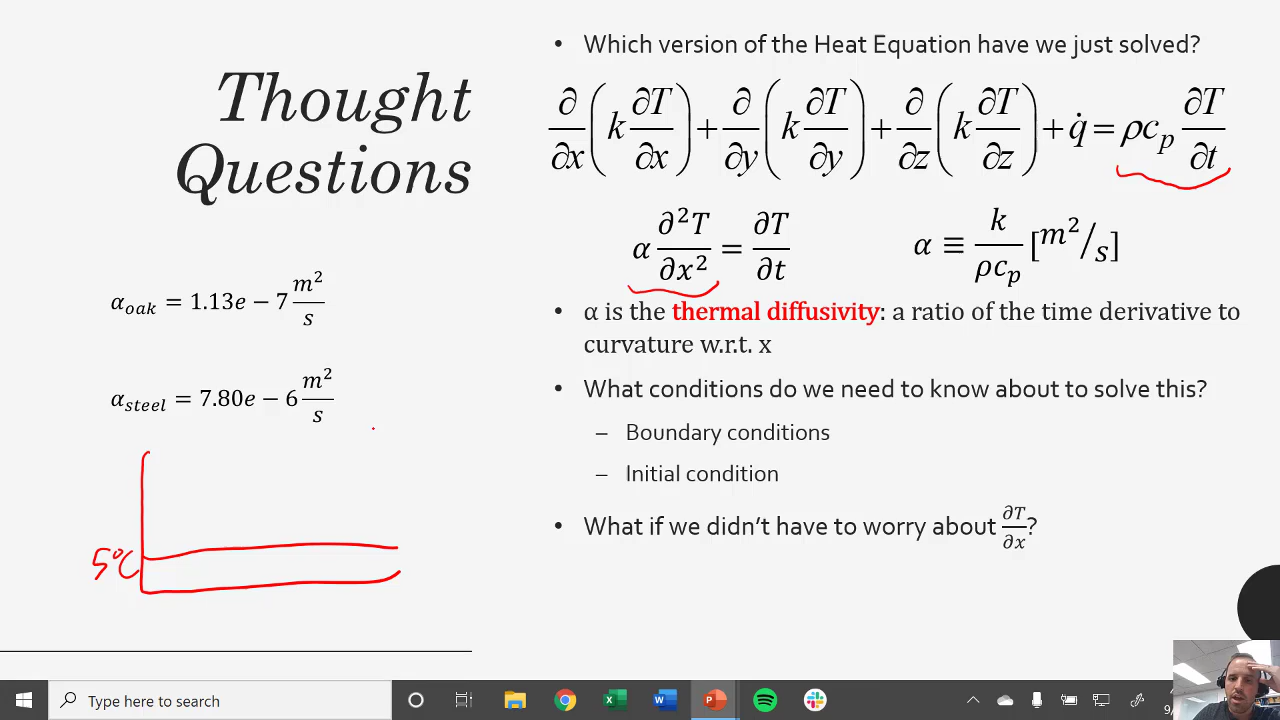 Thought
Questions
α_oak = 1.13e − 7 m²/s
α_steel = 7.80e − 6 m²/s
5°C
• Which version of the Heat Equation have we just solved?
∂/∂x (k ∂T/∂x) + ∂/∂y (k ∂T/∂y) + ∂/∂z (k ∂T/∂z) + q̇ = ρc_p ∂T/∂t
α ∂²T/∂x² = ∂T/∂t
α ≡ k/ρc_p [m²/s]
• α is the thermal diffusivity: a ratio of the time derivative to
curvature w.r.t. x
• What conditions do we need to know about to solve this?
– Boundary conditions
– Initial condition
• What if we didn't have to worry about ∂T/∂x?
Type here to search